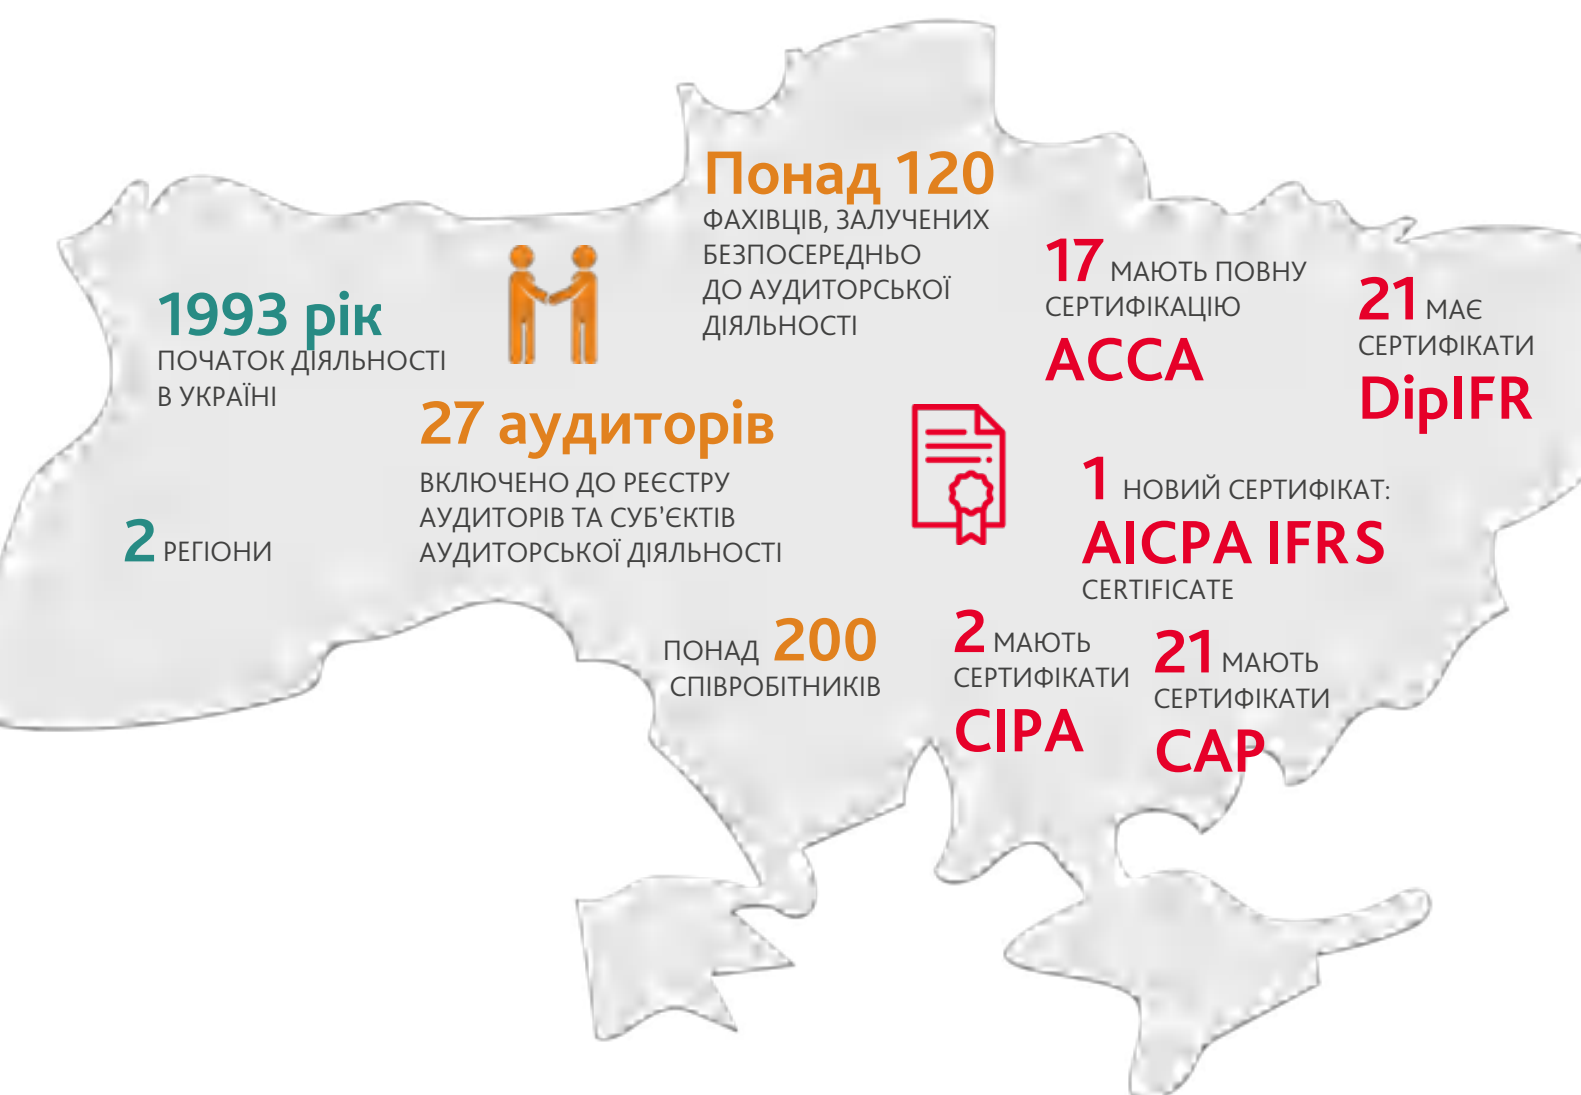 1993 рік
ПОЧАТОК ДІЯЛЬНОСТІ
В УКРАЇНІ
2 РЕГІОНИ
Понад 120
ФАХІВЦІВ, ЗАЛУЧЕНИХ
БЕЗПОСЕРЕДНЬО
ДО АУДИТОРСЬКОЇ
ДІЯЛЬНОСТІ
27 аудиторів
ВКЛЮЧЕНО ДО РЕЄСТРУ
АУДИТОРІВ ТА СУБ'ЄКТІВ
АУДИТОРСЬКОЇ ДІЯЛЬНОСТІ
ПОНАД 200
СПІВРОБІТНИКІВ
17 МАЮТЬ ПОВНУ
СЕРТИФІКАЦІЮ
ACCA
21 МАЄ
СЕРТИФІКАТИ
DipIFR
1 НОВИЙ СЕРТИФІКАТ:
AICPA IFRS
CERTIFICATE
2 МАЮТЬ
СЕРТИФІКАТИ
CIPA
21 МАЮТЬ
СЕРТИФІКАТИ
CAP